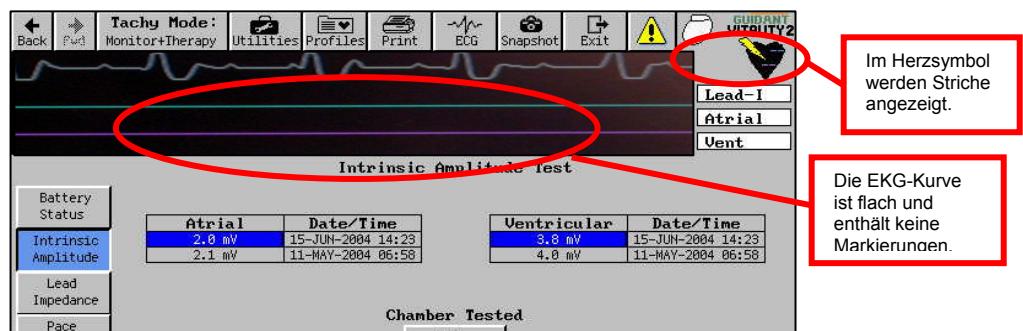 Back
Fwd
Tachy Mode:
Monitor+Therapy
Utilities
Profiles
Print
ECG
Snapshot
Exit
GUIDANT
VITALITY2
Im Herzsymbol
werden Striche
angezeigt.
Lead-I
Atrial
Vent
Intrinsic Amplitude Test
Die EKG-Kurve
ist flach und
enthält keine
Markierungen.
Battery
Status
Intrinsic
Amplitude
Lead
Impedance
Pace
Atrial Date/Time
2.0 mV 15-JUN-2004 14:23
2.1 mV 11-MAY-2004 06:58
Ventricular Date/Time
3.8 mV 15-JUN-2004 14:23
4.0 mV 11-MAY-2004 06:58
Chamber Tested